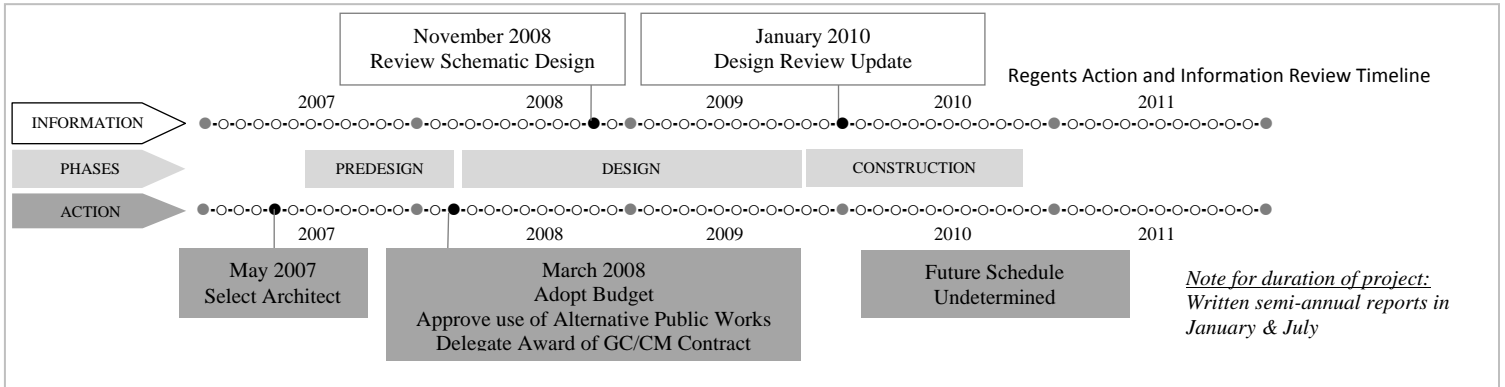 November 2008
Review Schematic Design
January 2010
Design Review Update
Regents Action and Information Review Timeline
2007
2008
2009
2010
2011
INFORMATION
PHASES
PREDESIGN
DESIGN
CONSTRUCTION
ACTION
2007
2008
2009
2010
2011
May 2007
Select Architect
March 2008
Adopt Budget
Approve use of Alternative Public Works
Delegate Award of GC/CM Contract
Future Schedule
Undetermined
Note for duration of project:
Written semi-annual reports in
January & July